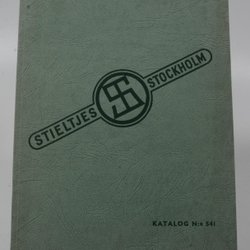 STIELTJES STOCKHOLM
KATALOG N:o 541